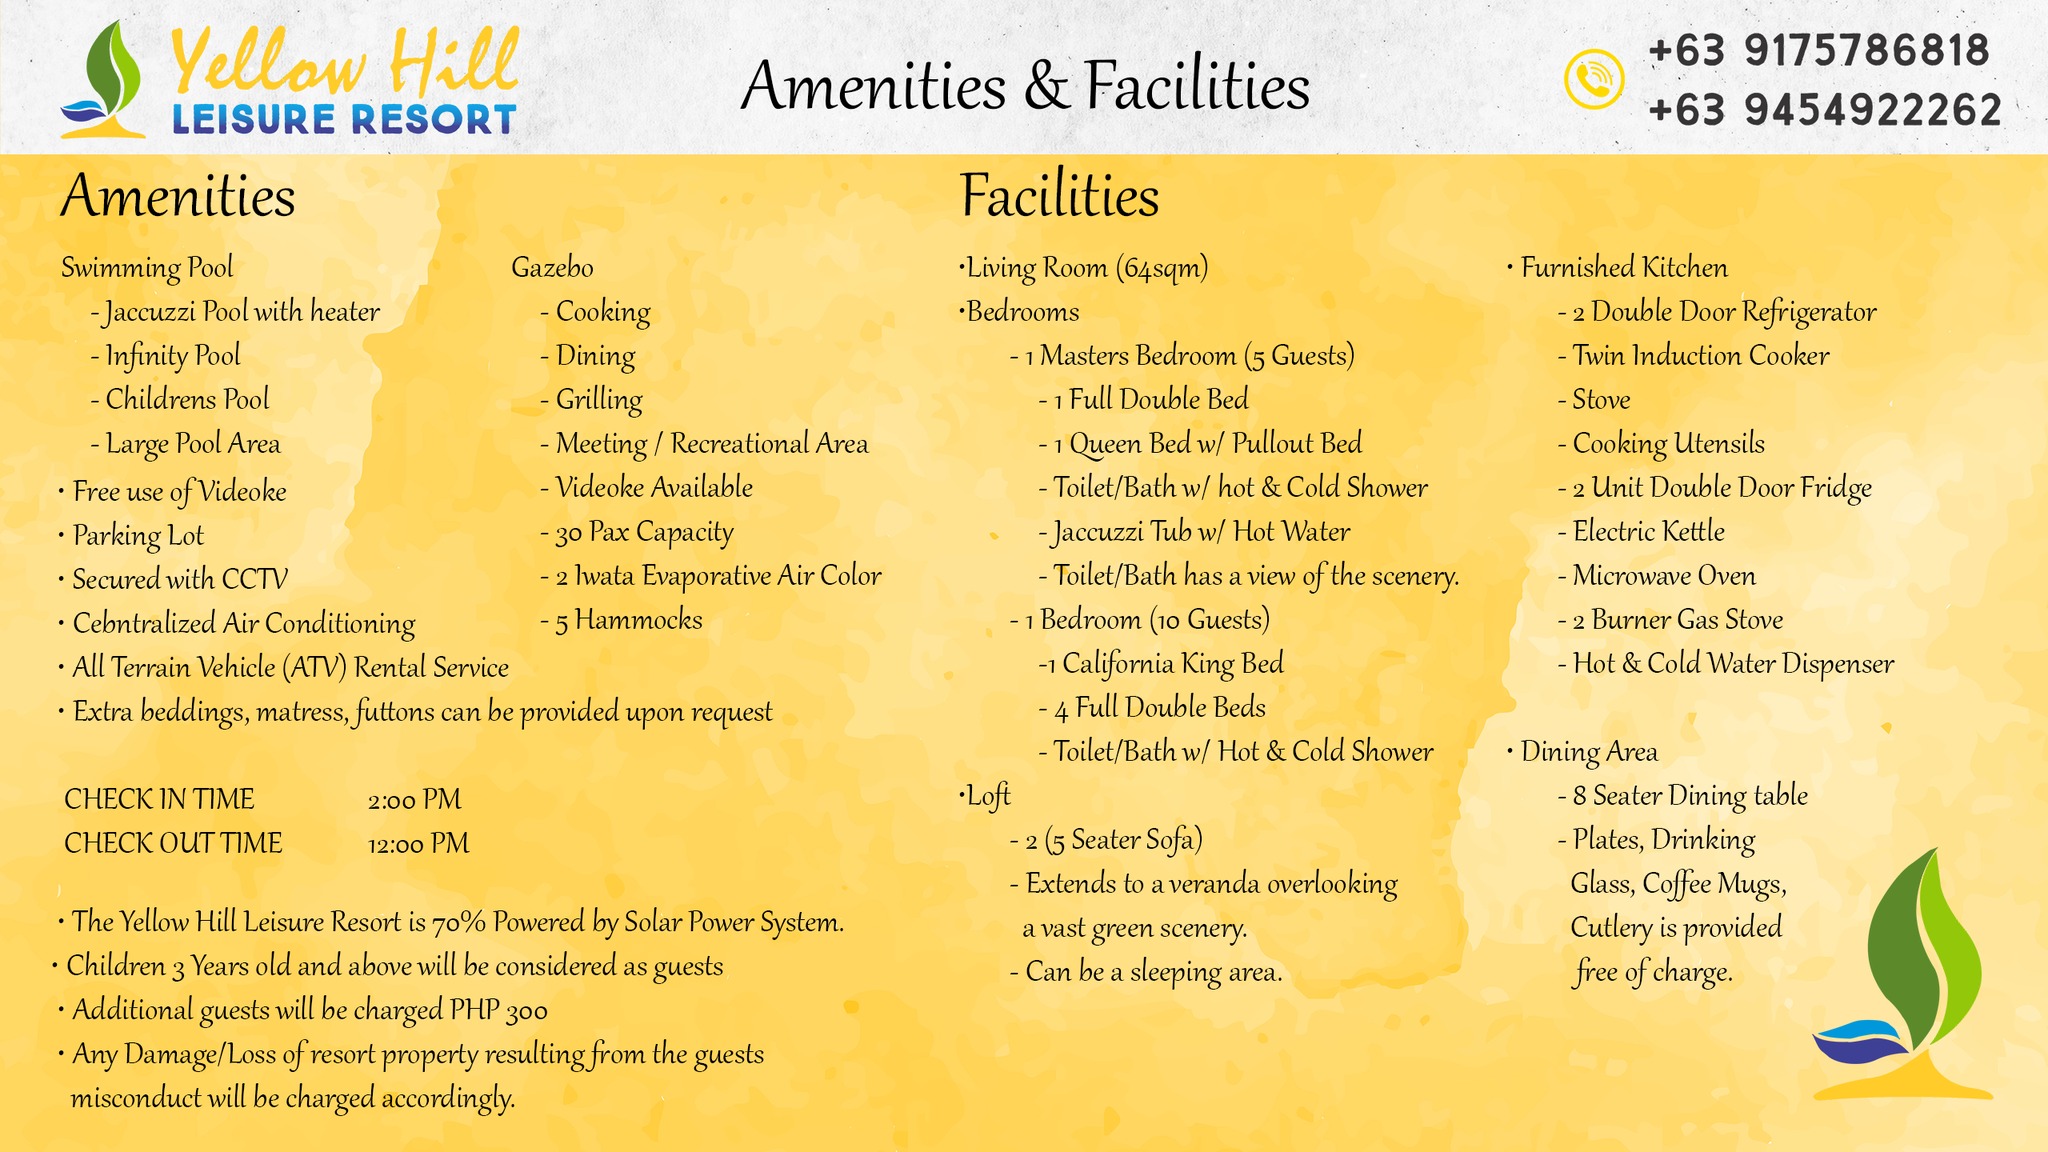 Yellow Hill
LEISURE RESORT
Amenities & Facilities
+63 9175786818
+63 9454922262
Amenities
Swimming Pool
- Jaccuzzi Pool with heater
- Infinity Pool
- Childrens Pool
- Large Pool Area
• Free use of Videoke
• Parking Lot
• Secured with CCTV
• Cebntralized Air Conditioning
• All Terrain Vehicle (ATV) Rental Service
• Extra beddings, matress, futtons can be provided upon request
Gazebo
- Cooking
- Dining
- Grilling
- Meeting / Recreational Area
- Videoke Available
- 30 Pax Capacity
- 2 Iwata Evaporative Air Color
- 5 Hammocks
CHECK IN TIME 2:00 PM
CHECK OUT TIME 12:00 PM
• The Yellow Hill Leisure Resort is 70% Powered by Solar Power System.
• Children 3 Years old and above will be considered as guests
• Additional guests will be charged PHP 300
• Any Damage/Loss of resort property resulting from the guests
misconduct will be charged accordingly.
Facilities
•Living Room (64sqm)
•Bedrooms
- 1 Masters Bedroom (5 Guests)
- 1 Full Double Bed
- 1 Queen Bed w/ Pullout Bed
- Toilet/Bath w/ hot & Cold Shower
- Jaccuzzi Tub w/ Hot Water
- Toilet/Bath has a view of the scenery.
- 1 Bedroom (10 Guests)
-1 California King Bed
- 4 Full Double Beds
- Toilet/Bath w/ Hot & Cold Shower
•Loft
- 2 (5 Seater Sofa)
- Extends to a veranda overlooking
a vast green scenery.
- Can be a sleeping area.
• Furnished Kitchen
- 2 Double Door Refrigerator
- Twin Induction Cooker
- Stove
- Cooking Utensils
- 2 Unit Double Door Fridge
- Electric Kettle
- Microwave Oven
- 2 Burner Gas Stove
- Hot & Cold Water Dispenser
• Dining Area
- 8 Seater Dining table
- Plates, Drinking
Glass, Coffee Mugs,
Cutlery is provided
free of charge.